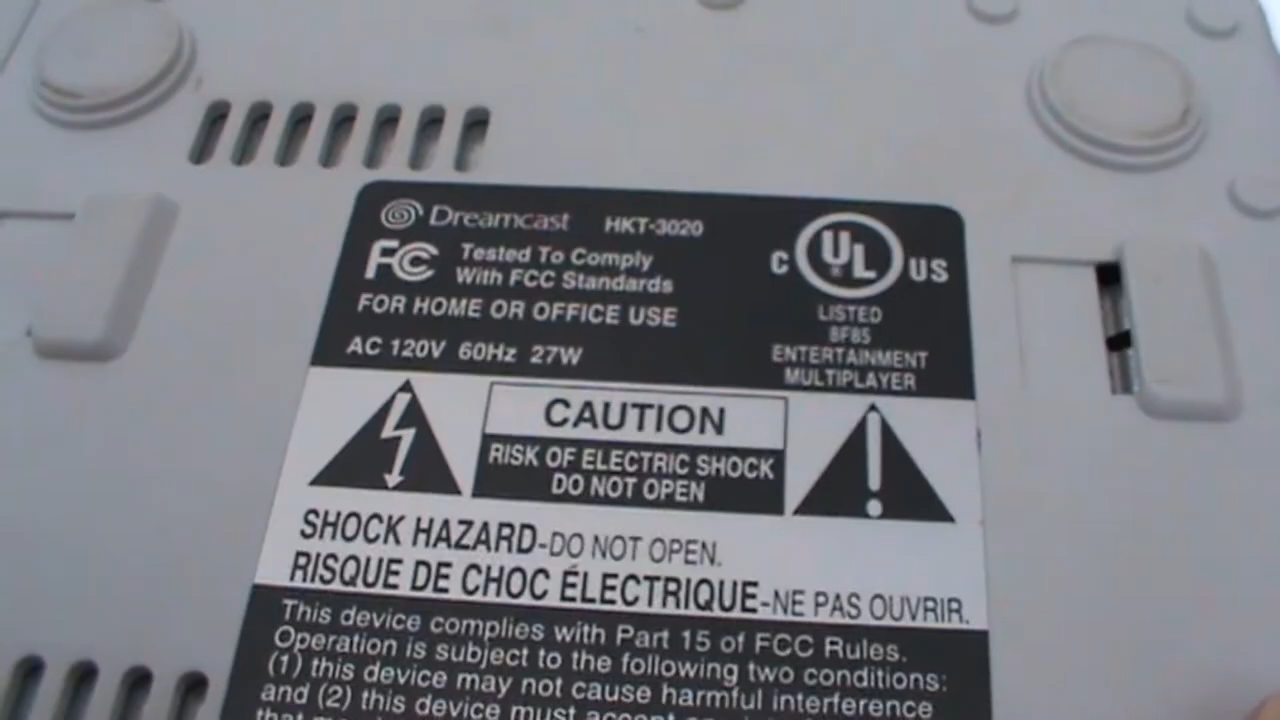 Dreamcast HKT-3020
FC Tested To Comply
With FCC Standards
FOR HOME OR OFFICE USE
AC 120V 60Hz 27W
C UL US
LISTED
8F85
ENTERTAINMENT
MULTIPLAYER
CAUTION
RISK OF ELECTRIC SHOCK
DO NOT OPEN
SHOCK HAZARD-DO NOT OPEN.
RISQUE DE CHOC ÉLECTRIQUE-NE PAS OUVRIR.
This device complies with Part 15 of FCC Rules.
Operation is subject to the following two conditions:
(1) this device may not cause harmful interference
and (2) this device must accept